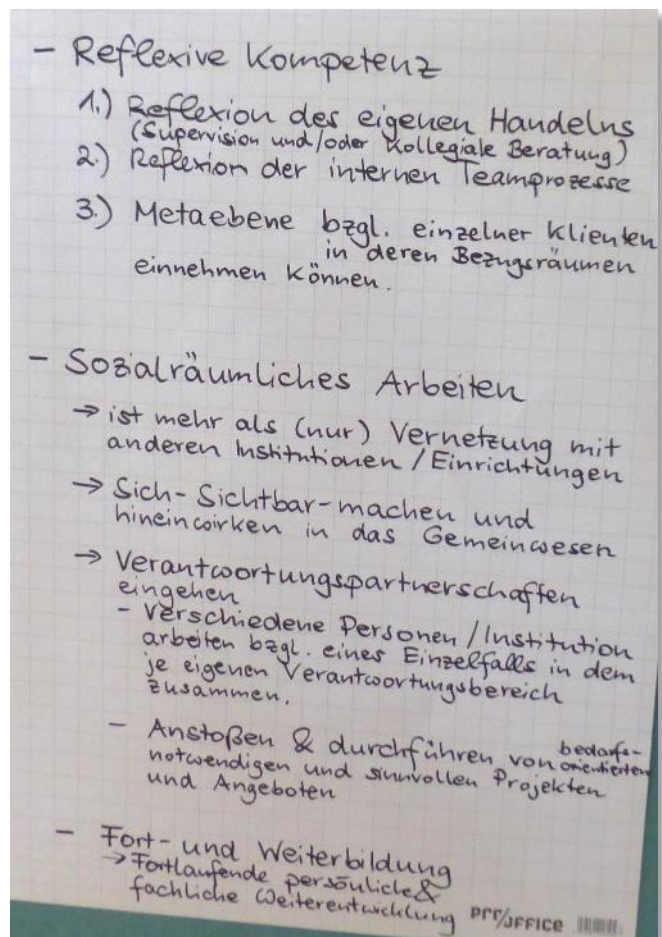 - Reflexive Kompetenz
1.) Reflexion des eigenen Handelns
(Supervision und/oder Kollegiale Beratung)
2.) Reflexion der internen Teamprozesse
3.) Metaebene bzgl. einzelner Klienten
in deren Bezugsräumen
einnehmen können.
- Sozialräumliches Arbeiten
→ ist mehr als (nur) Vernetzung mit
anderen Institutionen / Einrichtungen
→ Sich-Sichtbar-machen und
hineinwirken in das Gemeinwesen
→ Verantwortungspartnerschaften
eingehen
- Verschiedene Personen / Institution
arbeiten bzgl. eines Einzelfalls in dem
je eigenen Verantwortungsbereich
zusammen.
- Anstoßen & durchführen von bedarfs-
notwendigen und sinnvollen orientierten Projekten
und Angeboten
- Fort- und Weiterbildung
→ Fortlaufende persönliche &
fachliche Weiterentwicklung
pro/OFFICE